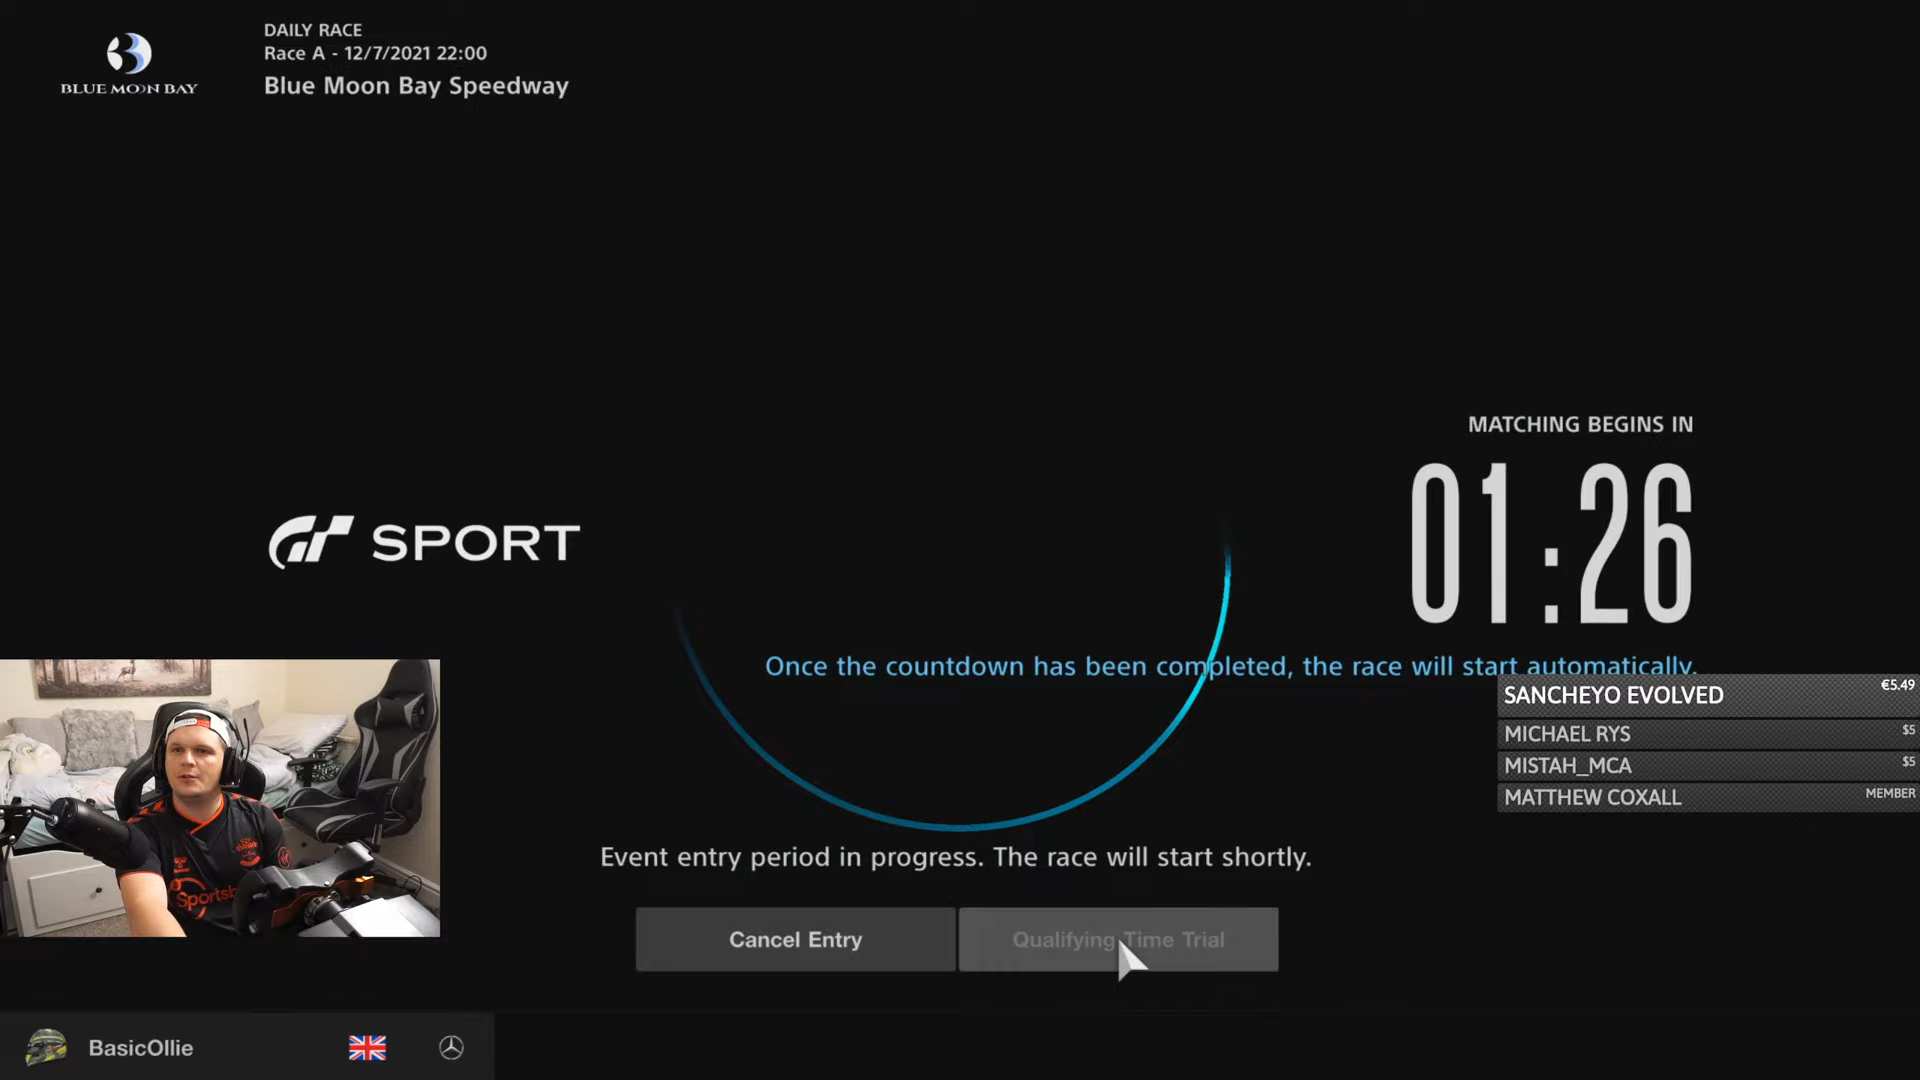 DAILY RACE
Race A - 12/7/2021 22:00
Blue Moon Bay Speedway
BLUE MOON BAY
MATCHING BEGINS IN
01:26
GT SPORT
Once the countdown has been completed, the race will start automatically.
SANCHEYO EVOLVED €5.49
MICHAEL RYS $5
MISTAH_MCA $5
MATTHEW COXALL MEMBER
Sportsb
Event entry period in progress. The race will start shortly.
Cancel Entry
Qualifying Time Trial
BasicOllie